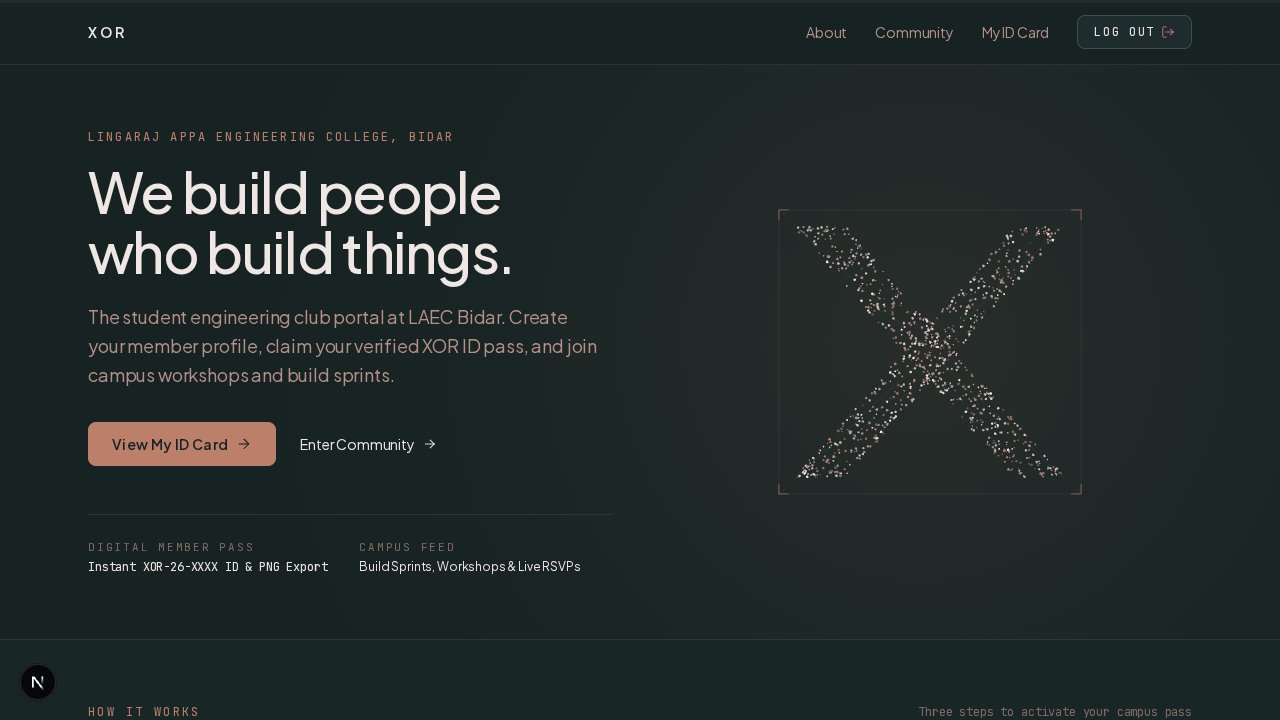 XOR
About
Community
My ID Card
LOG OUT
LINGARAJ APPA ENGINEERING COLLEGE, BIDAR
We build people
who build things.
The student engineering club portal at LAEC Bidar. Create
your member profile, claim your verified XOR ID pass, and join
campus workshops and build sprints.
View My ID Card →
Enter Community →
DIGITAL MEMBER PASS
Instant XOR-26-XXXX ID & PNG Export
CAMPUS FEED
Build Sprints, Workshops & Live RSVPs
N
HOW IT WORKS
Three steps to activate your campus pass